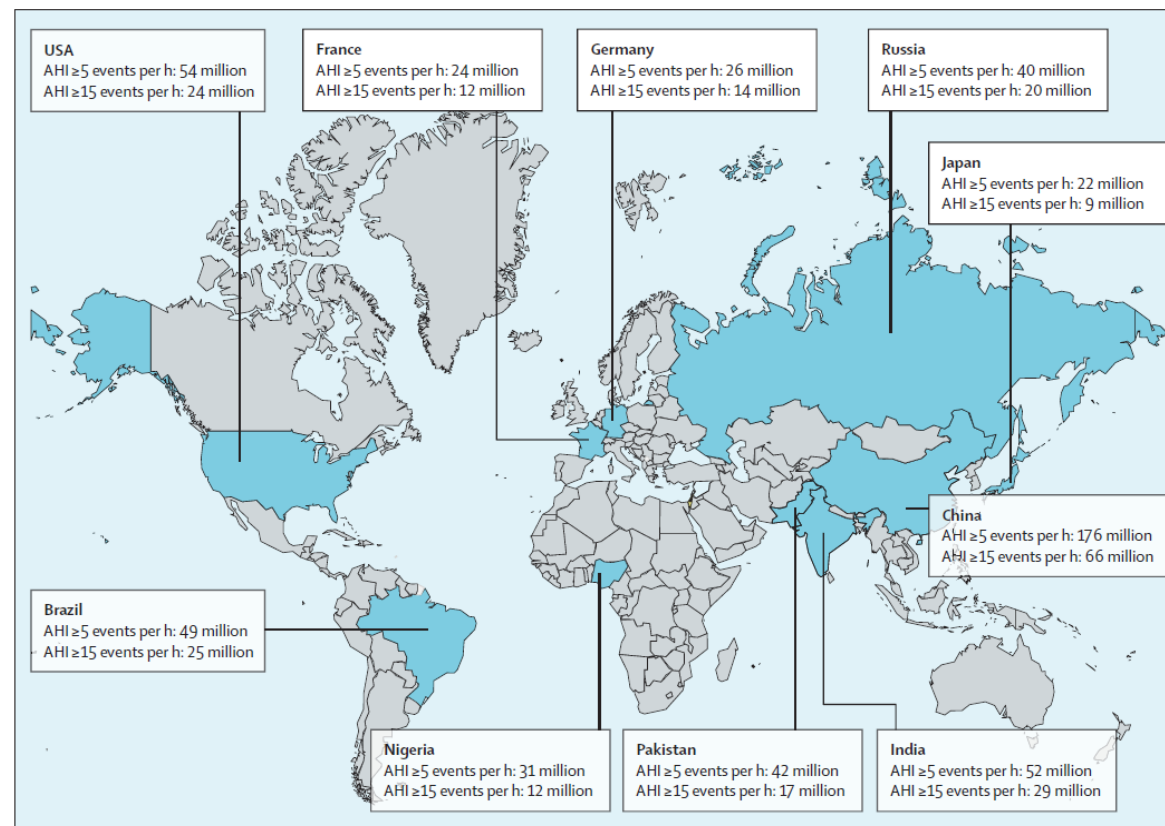 USA
AHI ≥5 events per h: 54 million
AHI ≥15 events per h: 24 million
France
AHI ≥5 events per h: 24 million
AHI ≥15 events per h: 12 million
Germany
AHI ≥5 events per h: 26 million
AHI ≥15 events per h: 14 million
Russia
AHI ≥5 events per h: 40 million
AHI ≥15 events per h: 20 million
Japan
AHI ≥5 events per h: 22 million
AHI ≥15 events per h: 9 million
China
AHI ≥5 events per h: 176 million
AHI ≥15 events per h: 66 million
Brazil
AHI ≥5 events per h: 49 million
AHI ≥15 events per h: 25 million
Nigeria
AHI ≥5 events per h: 31 million
AHI ≥15 events per h: 12 million
Pakistan
AHI ≥5 events per h: 42 million
AHI ≥15 events per h: 17 million
India
AHI ≥5 events per h: 52 million
AHI ≥15 events per h: 29 million